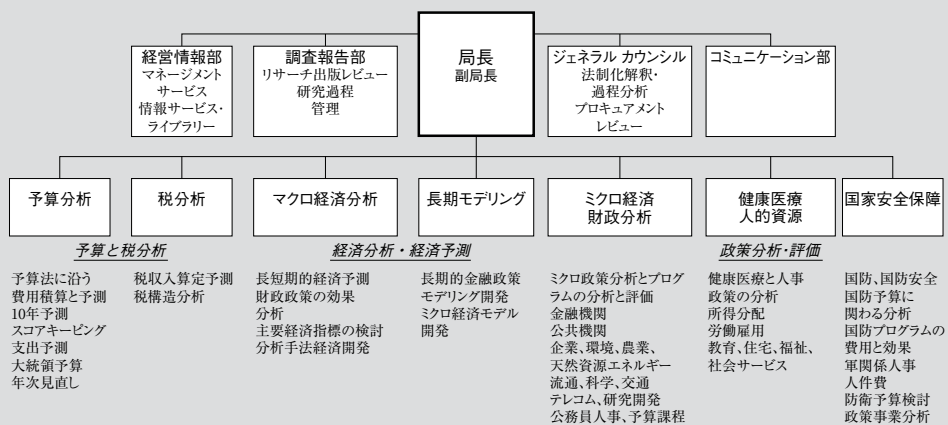 経営情報部
マネージメント
サービス
情報サービス・
ライブラリー
調査報告部
リサーチ出版レビュー
研究過程
管理
局長
副局長
ジェネラル カウンシル
法制化解釈・
過程分析
プロキュアメント
レビュー
コミュニケーション部
予算分析
税分析
マクロ経済分析
長期モデリング
ミクロ経済
財政分析
健康医療
人的資源
国家安全保障
予算と税分析
経済分析・経済予測
政策分析・評価
予算法に沿う
費用積算と予測
10年予測
スコアキーピング
支出予測
大統領予算
年次見直し
税収入算定予測
税構造分析
長短期的経済予測
財政政策の効果
分析
主要経済指標の検討
分析手法経済開発
長期的金融政策
モデリング開発
ミクロ経済モデル
開発
ミクロ政策分析とプログ
ラムの分析と評価
金融機関
公共機関
企業、環境、農業、
天然資源エネルギー
流通、科学、交通
テレコム、研究開発
公務員人事、予算課程
健康医療と人事
政策の分析
所得分配
労働雇用
教育、住宅、福祉、
社会サービス
国防、国防安全
国防予算に
関わる分析
国防プログラムの
費用と効果
軍関係人事
人件費
防衛予算検討
政策事業分析